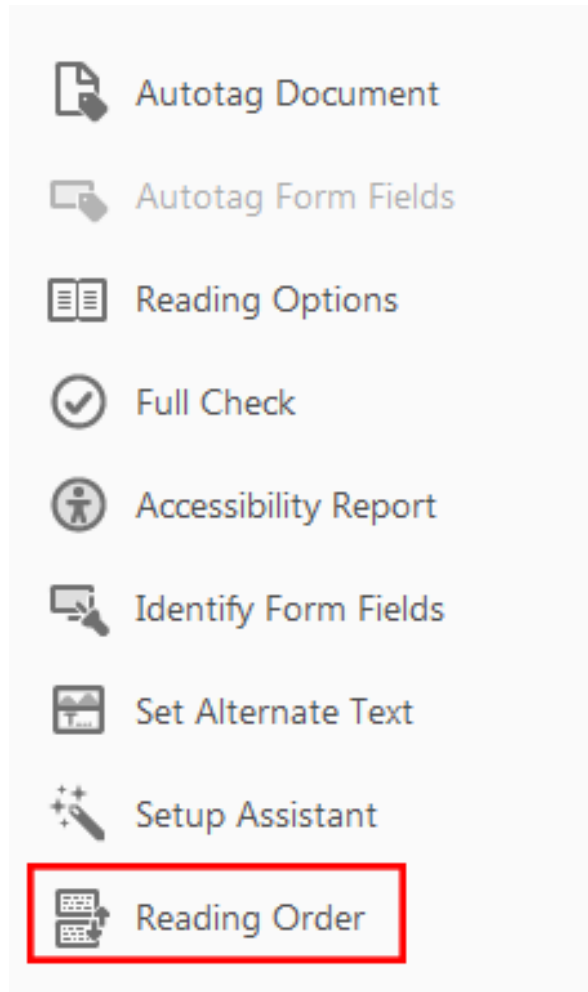 Autotag Document
Autotag Form Fields
Reading Options
Full Check
Accessibility Report
Identify Form Fields
Set Alternate Text
Setup Assistant
Reading Order